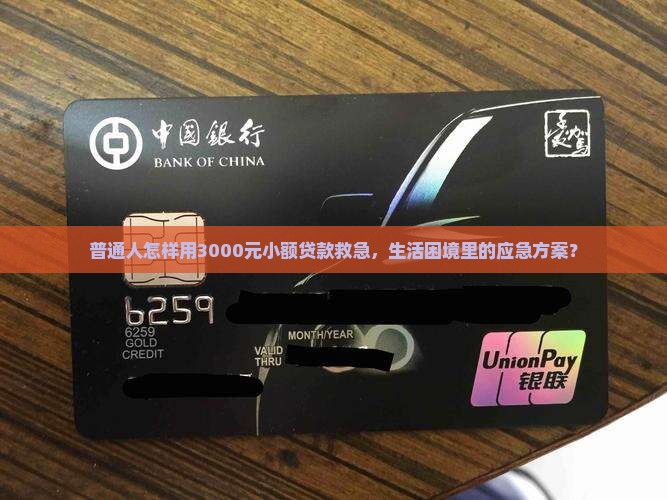 中国银行
BANK OF CHINA
爱驾
普通人怎样用3000元小额贷款救急，生活困境里的应急方案？
6259
6259
GOLD
CREDIT
MONTH/YEAR
VALID
THRU
UnionPay
银联